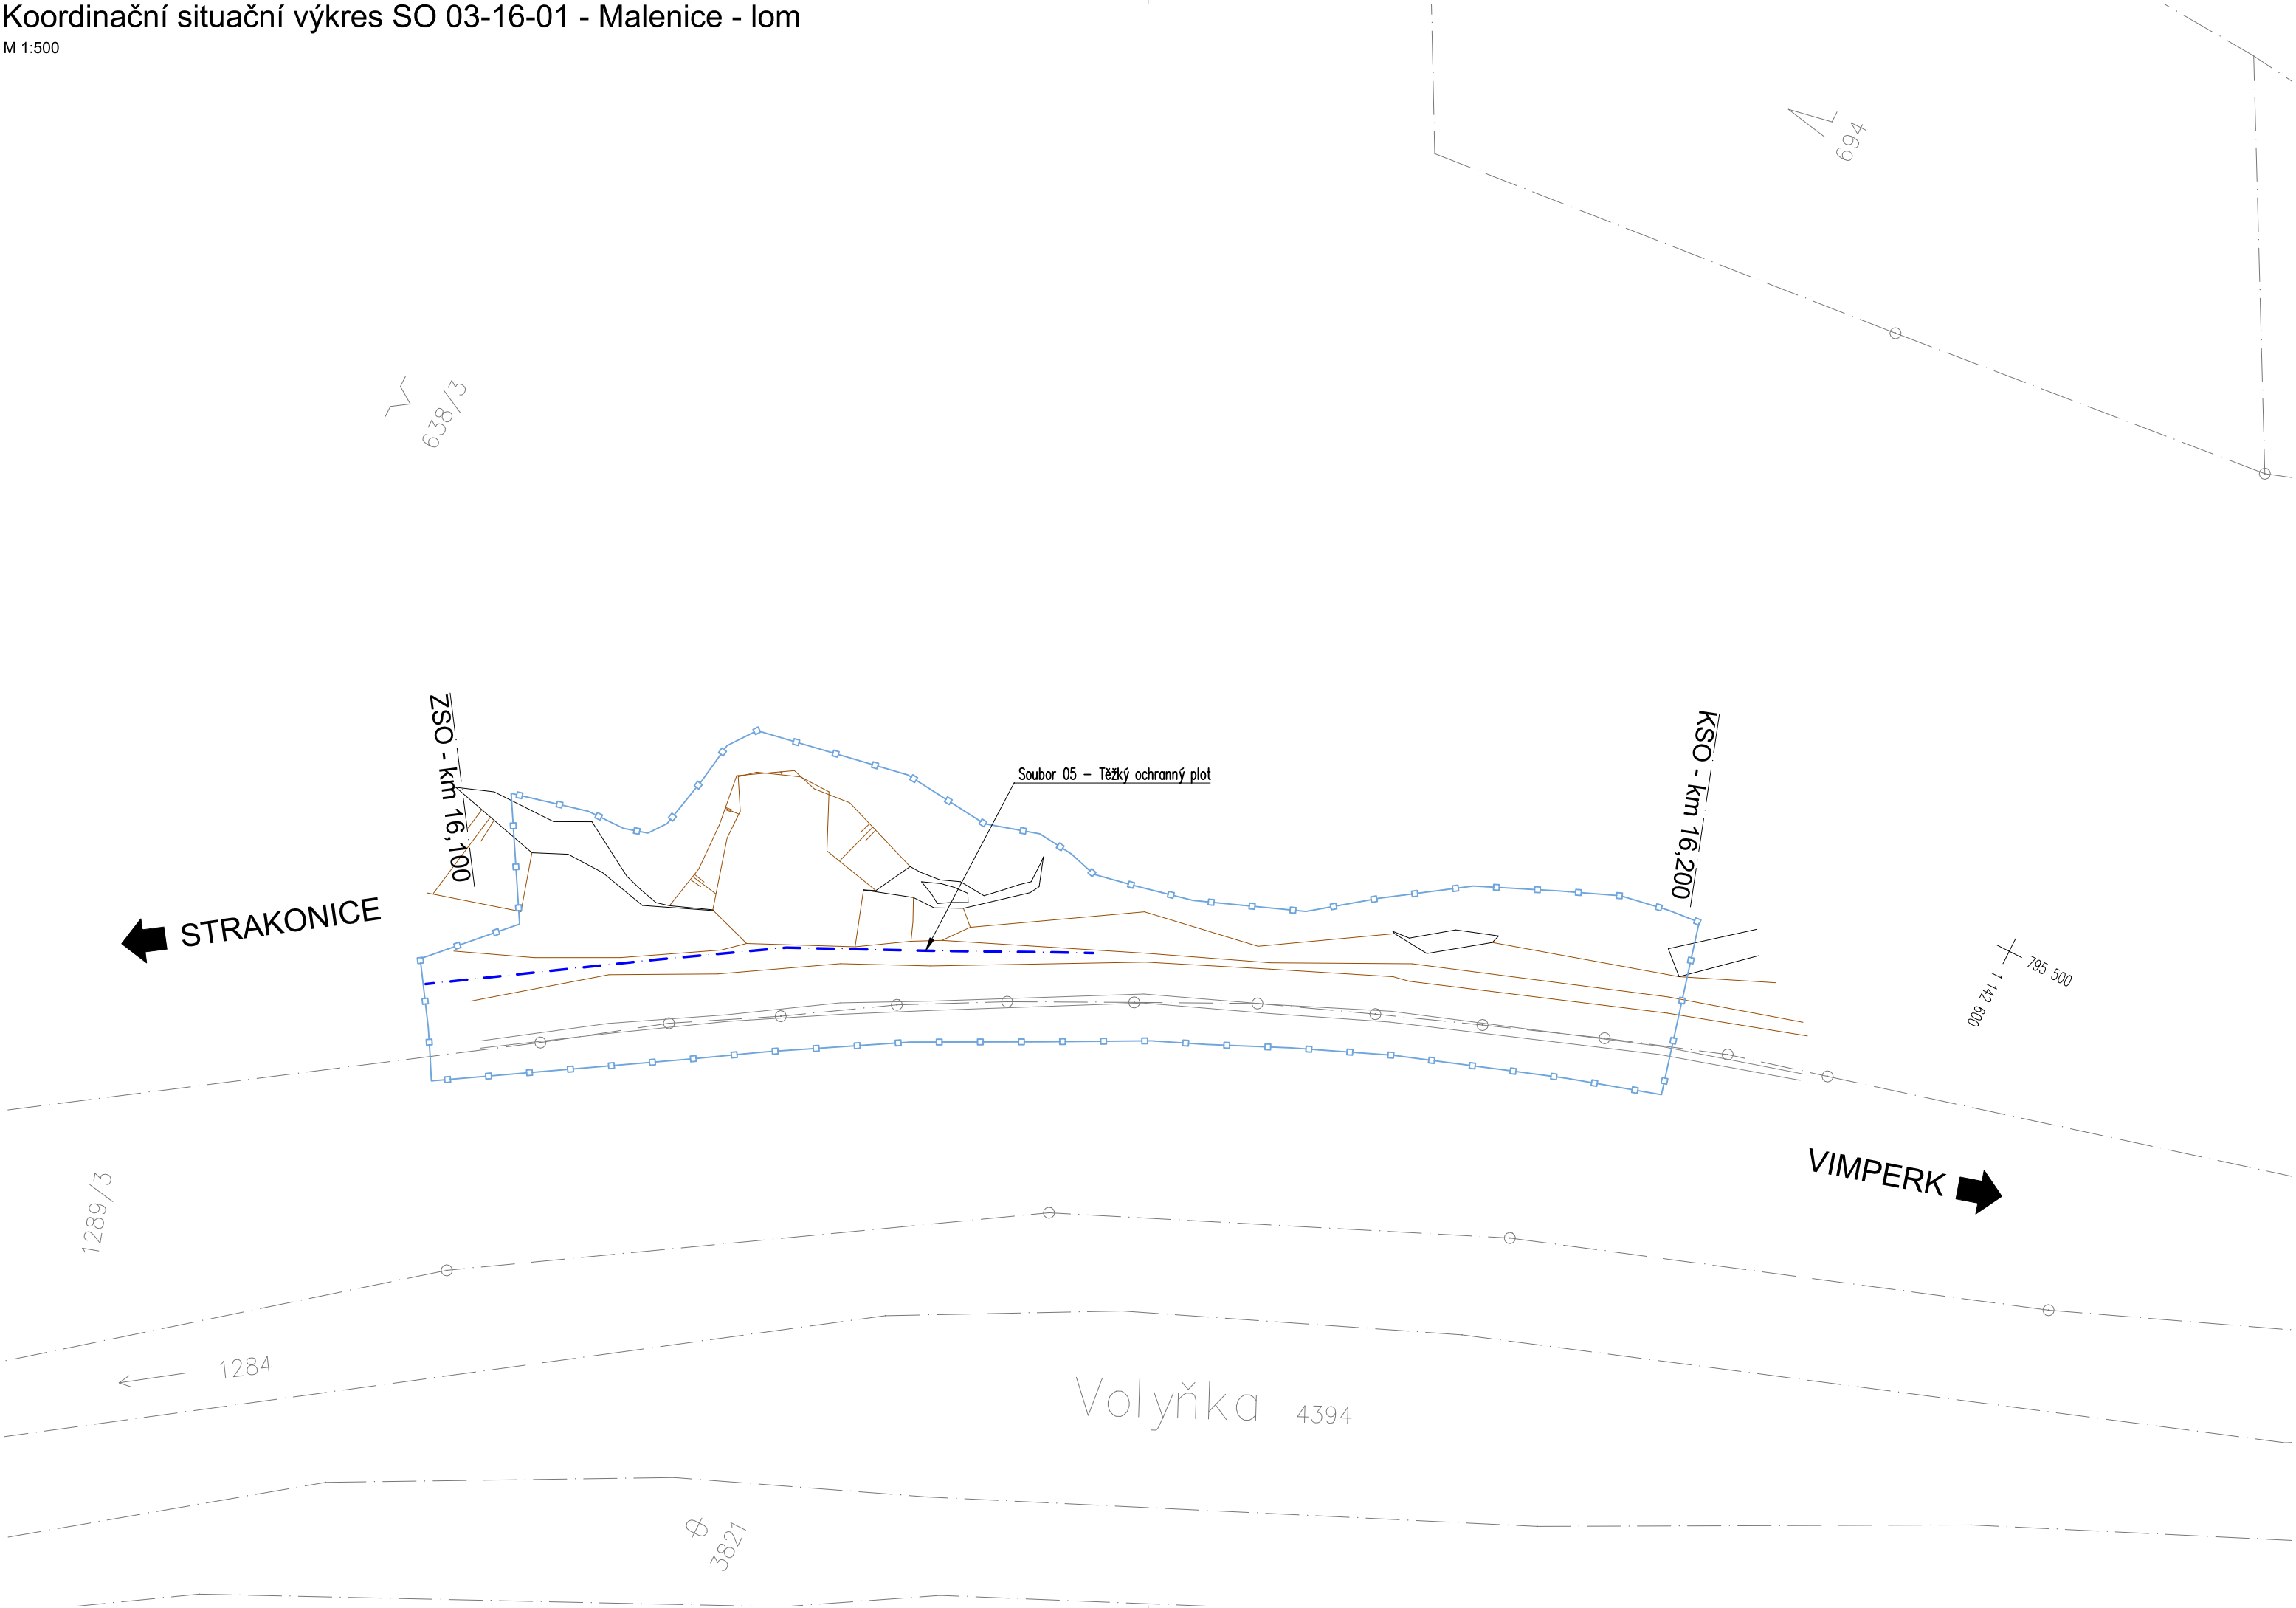 Koordinační situační výkres SO 03-16-01 - Malenice - lom
M 1:500
694
638/3
ZSO - km 16,100
KSO - km 16,200
Soubor 05 – Těžký ochranný plot
STRAKONICE
795 500
1 142 600
VIMPERK
1289/3
1284
Volyňka 4394
3821